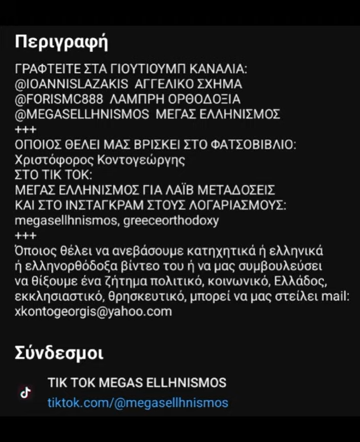 Περιγραφή
ΓΡΑΦΤΕΙΤΕ ΣΤΑ ΓΙΟΥΤΙΟΥΜΠ ΚΑΝΑΛΙΑ:
@IOANNISLAZAKIS ΑΓΓΕΛΙΚΟ ΣΧΗΜΑ
@FORISMC888 ΛΑΜΠΡΗ ΟΡΘΟΔΟΞΙΑ
@MEGASELLHNISMOS ΜΕΓΑΣ ΕΛΛΗΝΙΣΜΟΣ
+++
ΟΠΟΙΟΣ ΘΕΛΕΙ ΜΑΣ ΒΡΙΣΚΕΙ ΣΤΟ ΦΑΤΣΟΒΙΒΛΙΟ:
Χριστόφορος Κοντογεώργης
ΣΤΟ ΤΙΚ ΤΟΚ:
ΜΕΓΑΣ ΕΛΛΗΝΙΣΜΟΣ ΓΙΑ ΛΑΪΒ ΜΕΤΑΔΟΣΕΙΣ
ΚΑΙ ΣΤΟ ΙΝΣΤΑΓΚΡΑΜ ΣΤΟΥΣ ΛΟΓΑΡΙΑΣΜΟΥΣ:
megasellhnismos, greeceorthodoxy
+++
Όποιος θέλει να ανεβάσουμε κατηχητικά ή ελληνικά
ή ελληνορθόδοξα βίντεο του ή να μας συμβουλεύσει
να θίξουμε ένα ζήτημα πολιτικό, κοινωνικό, Ελλάδος,
εκκλησιαστικό, θρησκευτικό, μπορεί να μας στείλει mail:
xkontogeorgis@yahoo.com
Σύνδεσμοι
TIK TOK MEGAS ELLHNISMOS
tiktok.com/@megasellhnismos